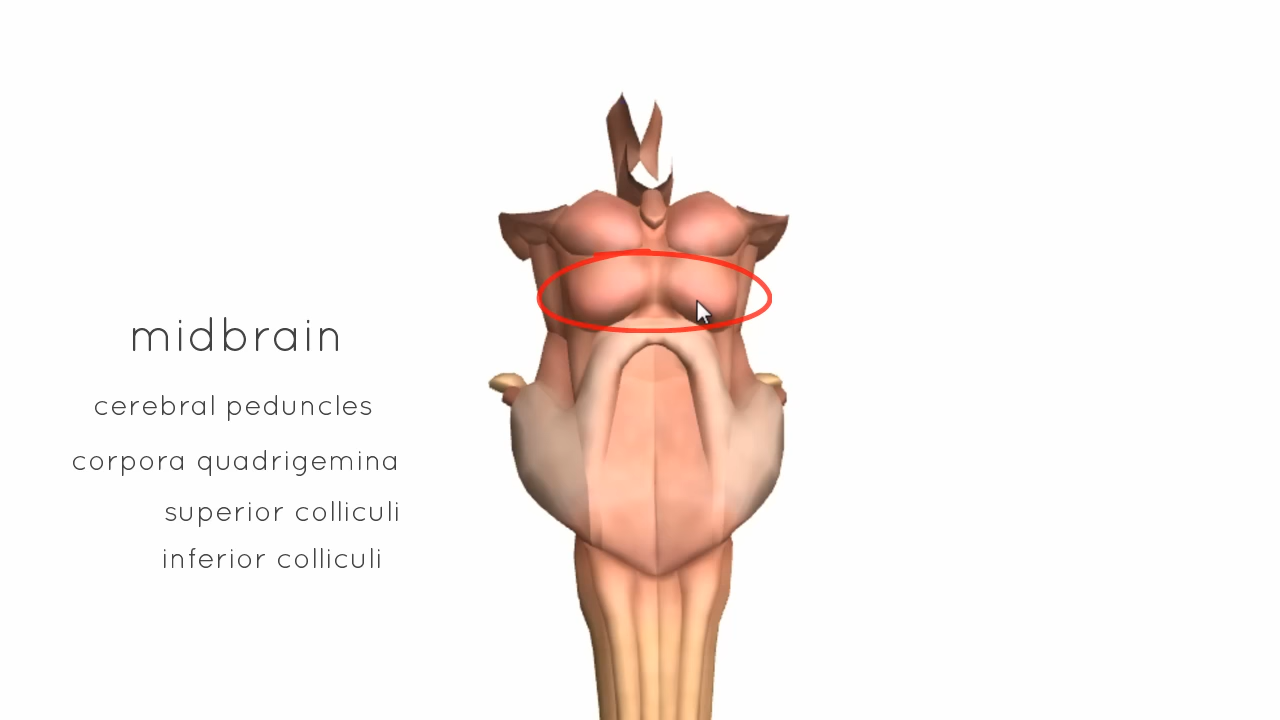 midbrain
cerebral peduncles
corpora quadrigemina
superior colliculi
inferior colliculi